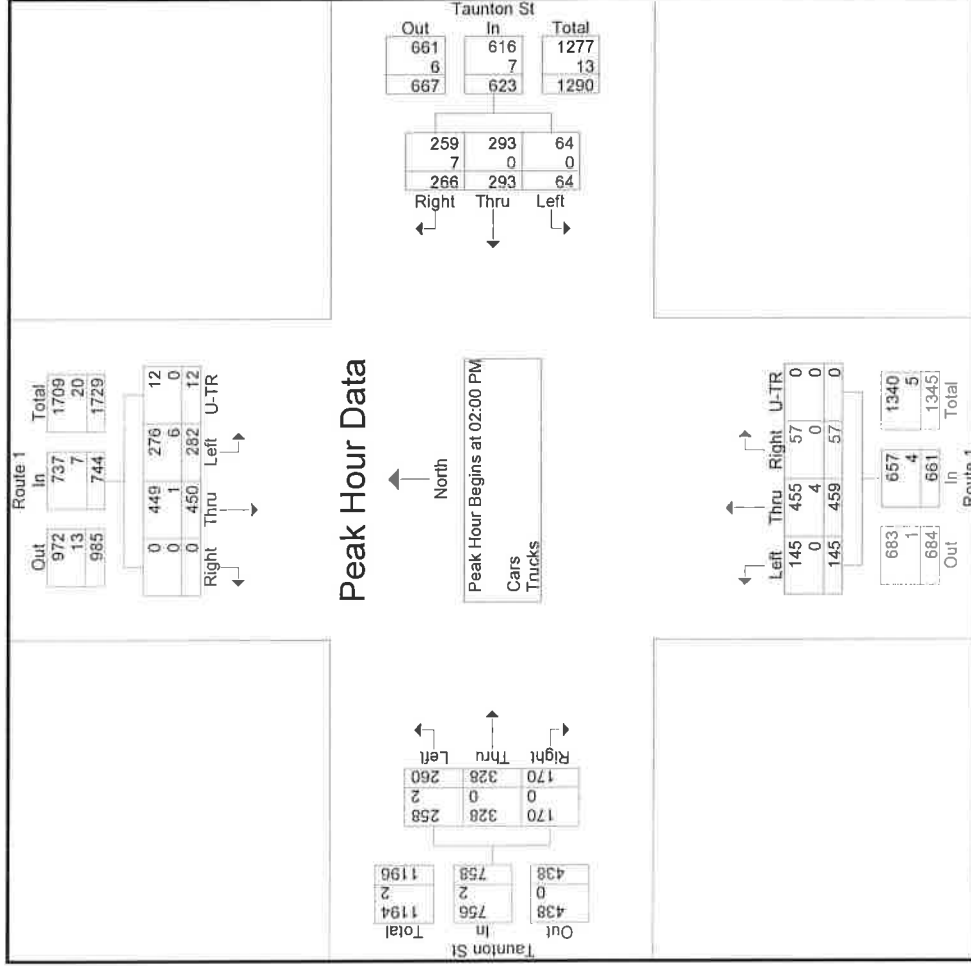 Taunton St
Out In Total
661 616 1277
6 7 13
667 623 1290
259 293 64
7 0 0
266 293 64
Right Thru Left
Route 1
Out In Total
972 737 1709
13 7 20
985 744 1729
0 449 276 12
0 1 6 0
0 450 282 12
Right Thru Left U-TR
Peak Hour Data
North
Peak Hour Begins at 02:00 PM
Cars
Trucks
Left Thru Right U-TR
145 455 57 0
0 4 0 0
145 459 57 0
683 657 1340
1 4 5
684 661 1345
Out In Total
Route 1
Taunton St
Out In Total
438 756 1194
0 2 2
438 758 1196
170 328 258
0 0 2
170 328 260
Right Thru Left